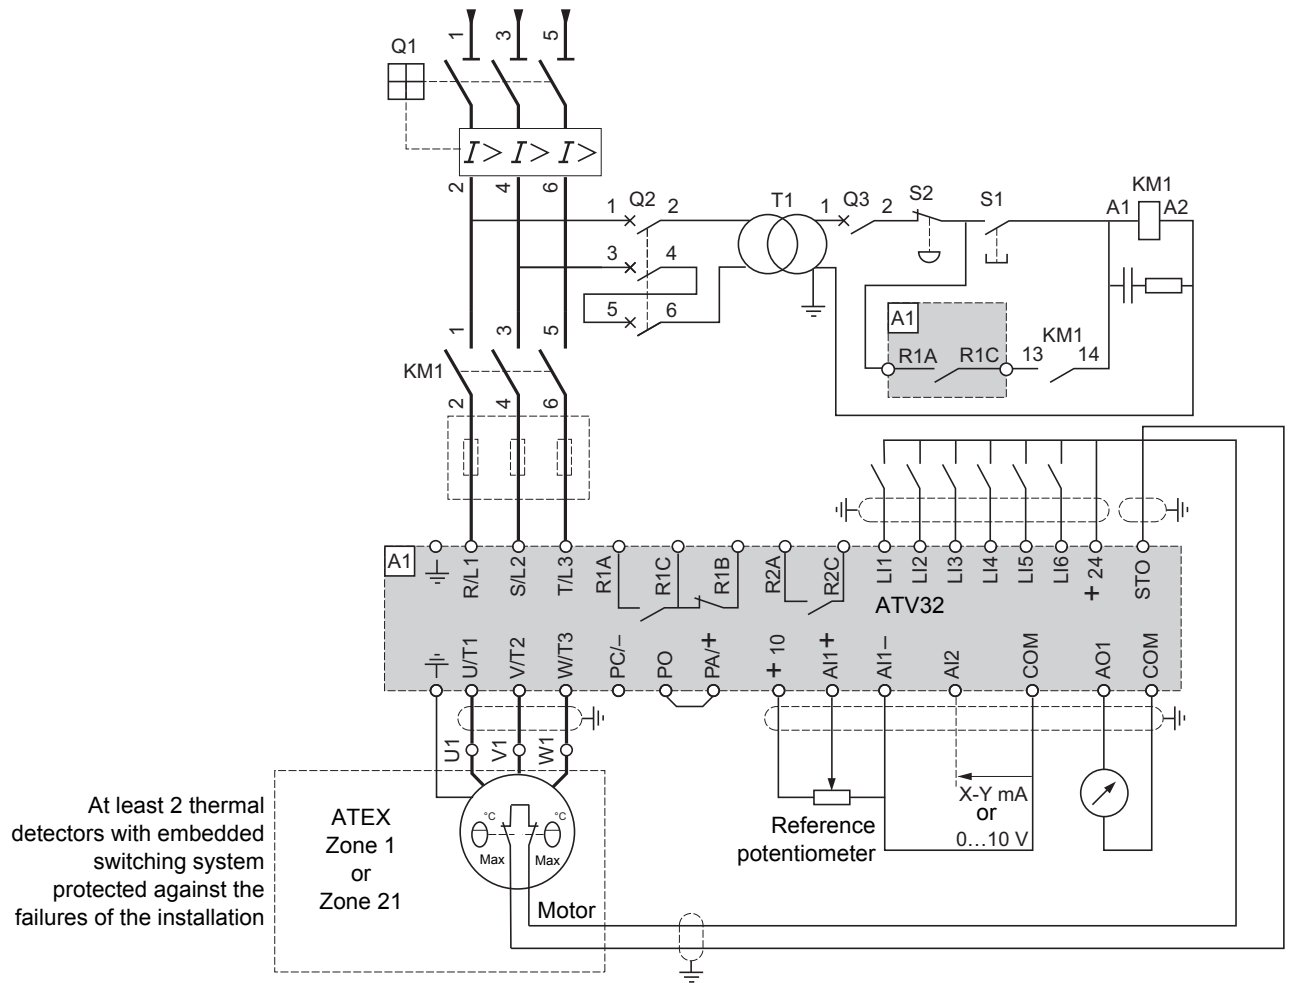 1 3 5
Q1
I> I> I>
2 4 6
1 Q2 2
T1
1 Q3 2
S2
S1
KM1
A1 A2
3 4
5 6
A1
R1A R1C
KM1
13 14
1 3 5
KM1
2 4 6
A1
R/L1 S/L2 T/L3 R1A R1C R1B R2A R2C LI1 LI2 LI3 LI4 LI5 LI6 +24 STO
ATV32
U/T1 V/T2 W/T3 PC/– PO PA/+ +10 AI1+ AI1– AI2 COM AO1 COM
U1 V1 W1
At least 2 thermal
detectors with embedded
switching system
protected against the
failures of the installation
ATEX
Zone 1
or
Zone 21
°C °C
Max Max
Motor
Reference
potentiometer
X-Y mA
or
0...10 V